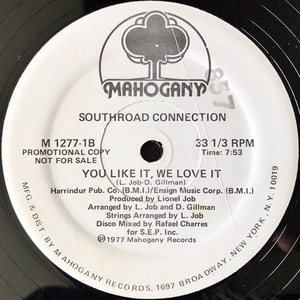 MAHOGANY
857
SOUTHROAD CONNECTION
M 1277-1B
PROMOTIONAL COPY
NOT FOR SALE
33 1/3 RPM
Time: 7:53
YOU LIKE IT, WE LOVE IT
(L. Job-D. Gillman)
Harrindur Pub. Co. (B.M.I.)/Ensign Music Corp. (B.M.I.)
Produced by Lionel Job
Arranged by L. Job and D. Gillman
Strings Arranged by L. Job
Disco Mixed by Rafael Charres
for S.E.P. Inc.
©1977 Mahogany Records
MFG. & DIST. BY MAHOGANY RECORDS, 1697 BROADWAY, NEW YORK, N.Y. 10019